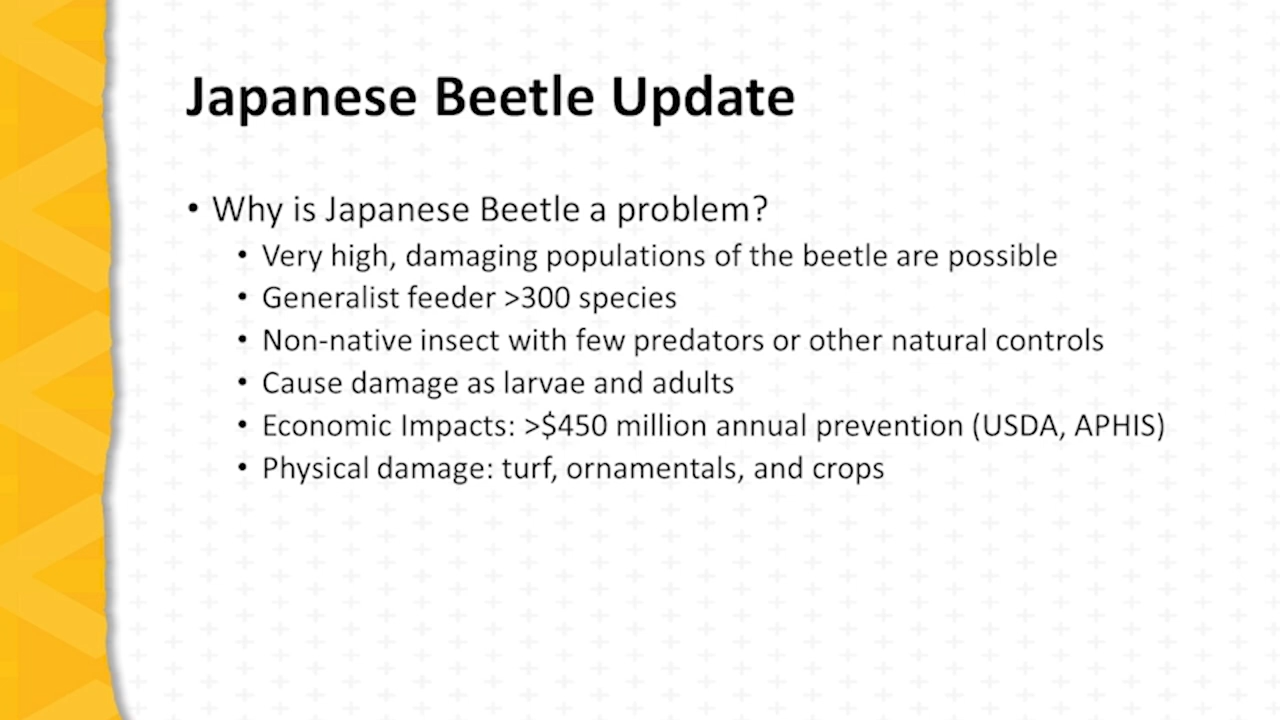 Japanese Beetle Update
• Why is Japanese Beetle a problem?
• Very high, damaging populations of the beetle are possible
• Generalist feeder >300 species
• Non-native insect with few predators or other natural controls
• Cause damage as larvae and adults
• Economic Impacts: >$450 million annual prevention (USDA, APHIS)
• Physical damage: turf, ornamentals, and crops